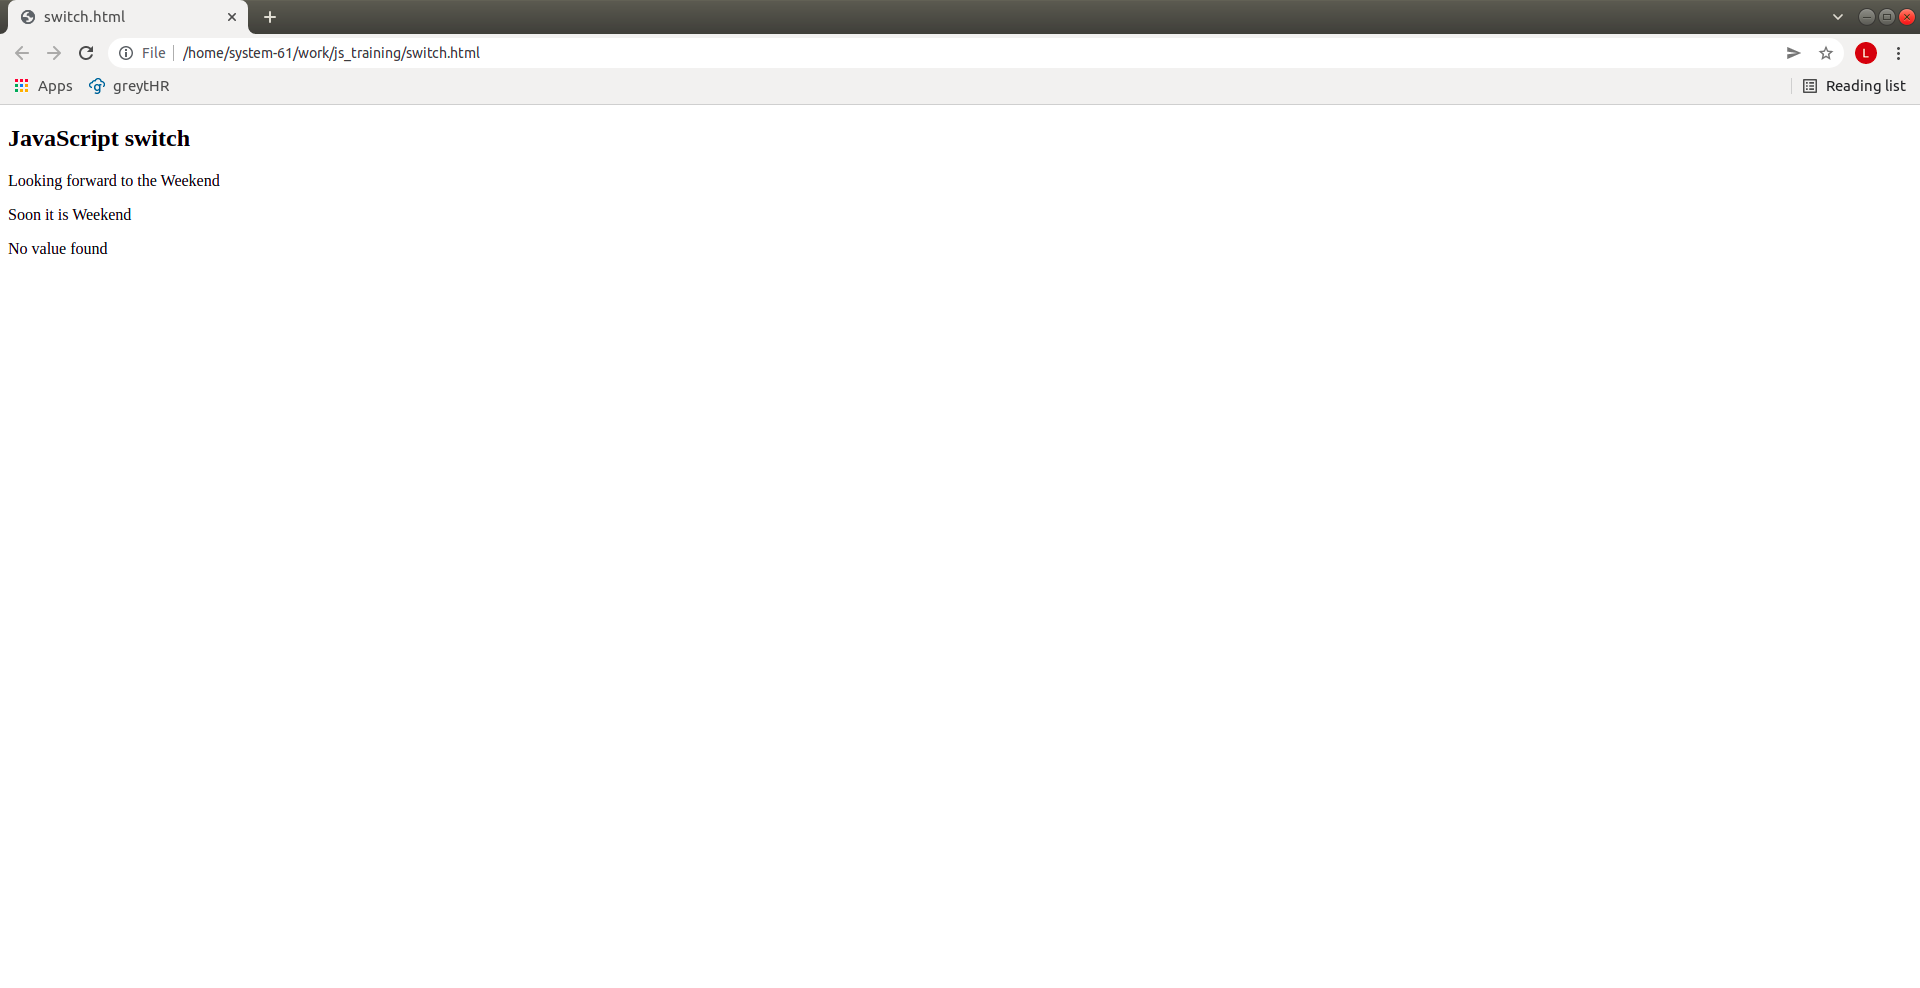 switch.html
File /home/system-61/work/js_training/switch.html
L
Apps greytHR Reading list
JavaScript switch
Looking forward to the Weekend
Soon it is Weekend
No value found